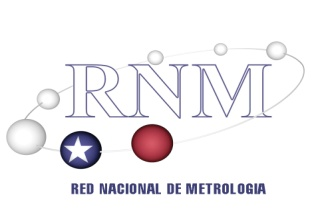 RNM
RED NACIONAL DE METROLOGIA